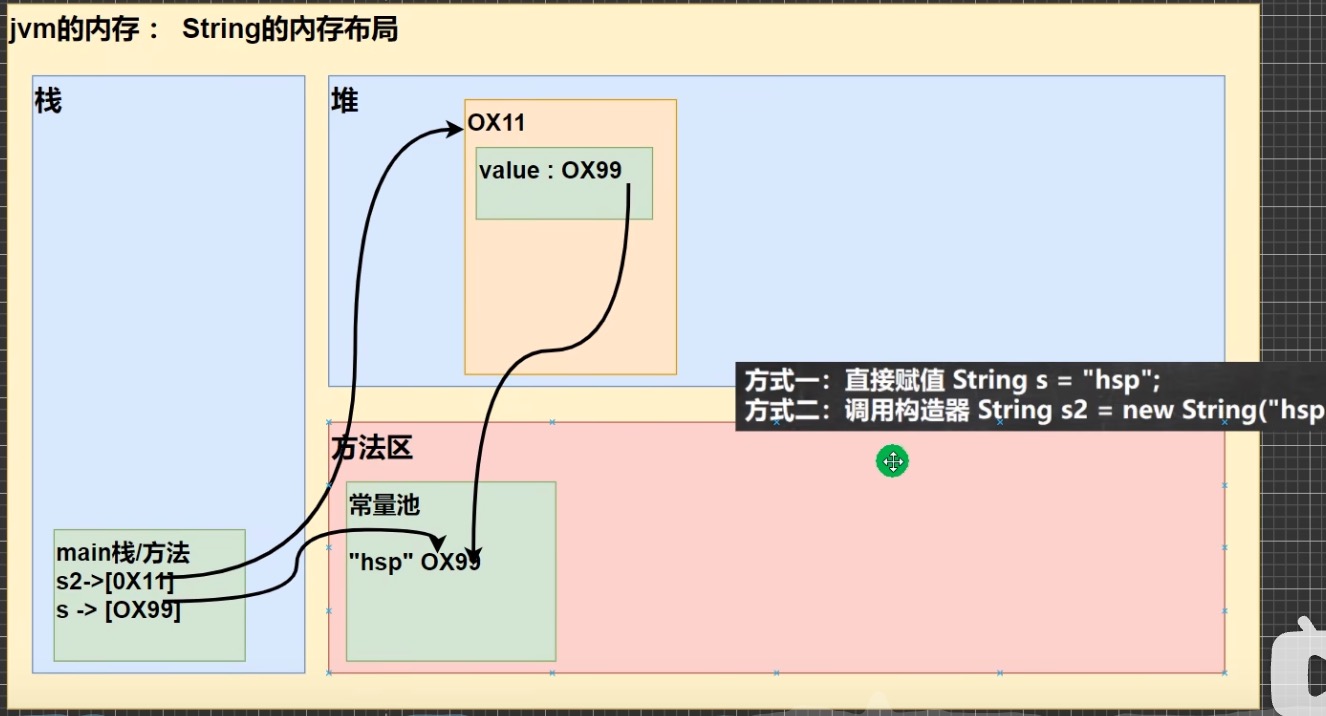 jvm的内存： String的内存布局
栈
堆
OX11
value : OX99
方式一：直接赋值 String s = "hsp";
方式二：调用构造器 String s2 = new String("hsp
方法区
常量池
"hsp" OX99
main栈/方法
s2->[0X11]
s -> [OX99]